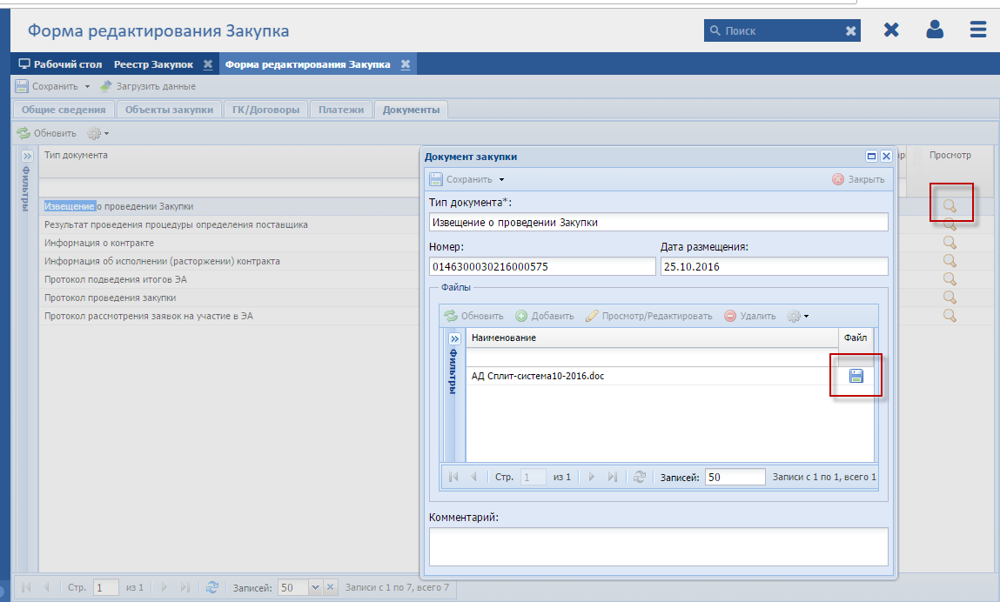 Форма редактирования Закупка
Поиск
Рабочий стол Реестр Закупок Форма редактирования Закупка
Сохранить Загрузить данные
Общие сведения Объекты закупки ГК/Договоры Платежи Документы
Обновить
Фильтры
Тип документа
Просмотр
Извещение о проведении Закупки
Результат проведения процедуры определения поставщика
Информация о контракте
Информация об исполнении (расторжении) контракта
Протокол подведения итогов ЭА
Протокол проведения закупки
Протокол рассмотрения заявок на участие в ЭА
Документ закупки
Сохранить Закрыть
Тип документа*:
Извещение о проведении Закупки
Номер: Дата размещения:
0146300030216000575 25.10.2016
Файлы
Обновить Добавить Просмотр/Редактировать Удалить
Фильтры
Наименование Файл
АД Сплит-система10-2016.doc
Стр. 1 из 1 Записей: 50 Записи с 1 по 1, всего 1
Комментарий:
Стр. 1 из 1 Записей: 50 Записи с 1 по 7, всего 7